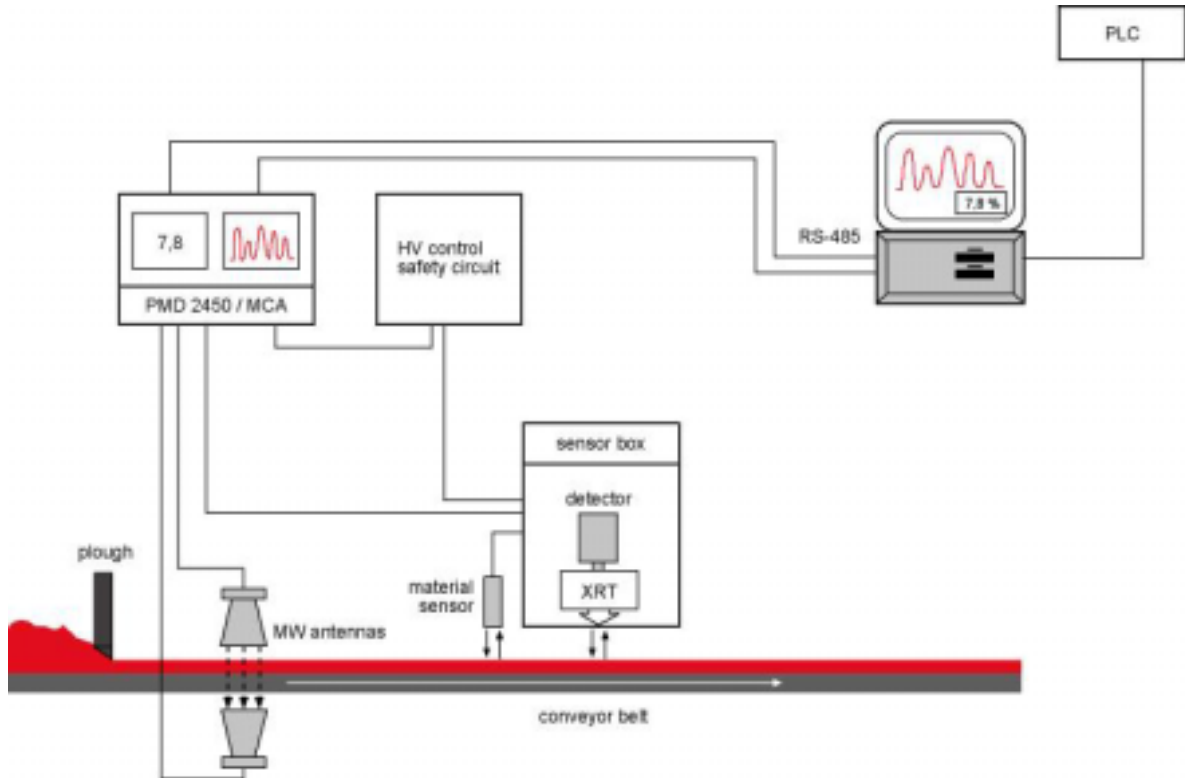 PLC
7,8 %
RS-485
7,8
PMD 2450 / MCA
HV control
safety circuit
sensor box
detector
XRT
plough
material
sensor
MW antennas
conveyor belt